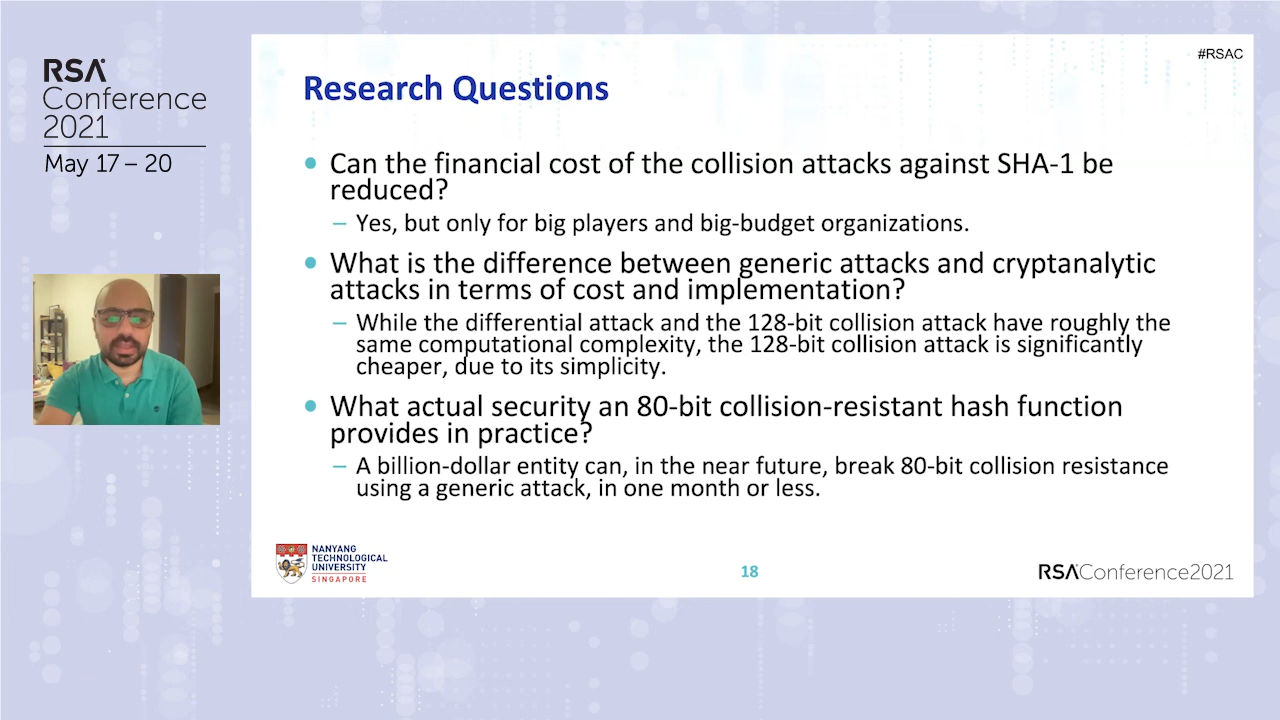 RSA
Conference
2021
May 17 – 20
#RSAC
Research Questions
• Can the financial cost of the collision attacks against SHA-1 be
reduced?
– Yes, but only for big players and big-budget organizations.
• What is the difference between generic attacks and cryptanalytic
attacks in terms of cost and implementation?
– While the differential attack and the 128-bit collision attack have roughly the
same computational complexity, the 128-bit collision attack is significantly
cheaper, due to its simplicity.
• What actual security an 80-bit collision-resistant hash function
provides in practice?
– A billion-dollar entity can, in the near future, break 80-bit collision resistance
using a generic attack, in one month or less.
NANYANG
TECHNOLOGICAL
UNIVERSITY
SINGAPORE
18
RSAConference2021